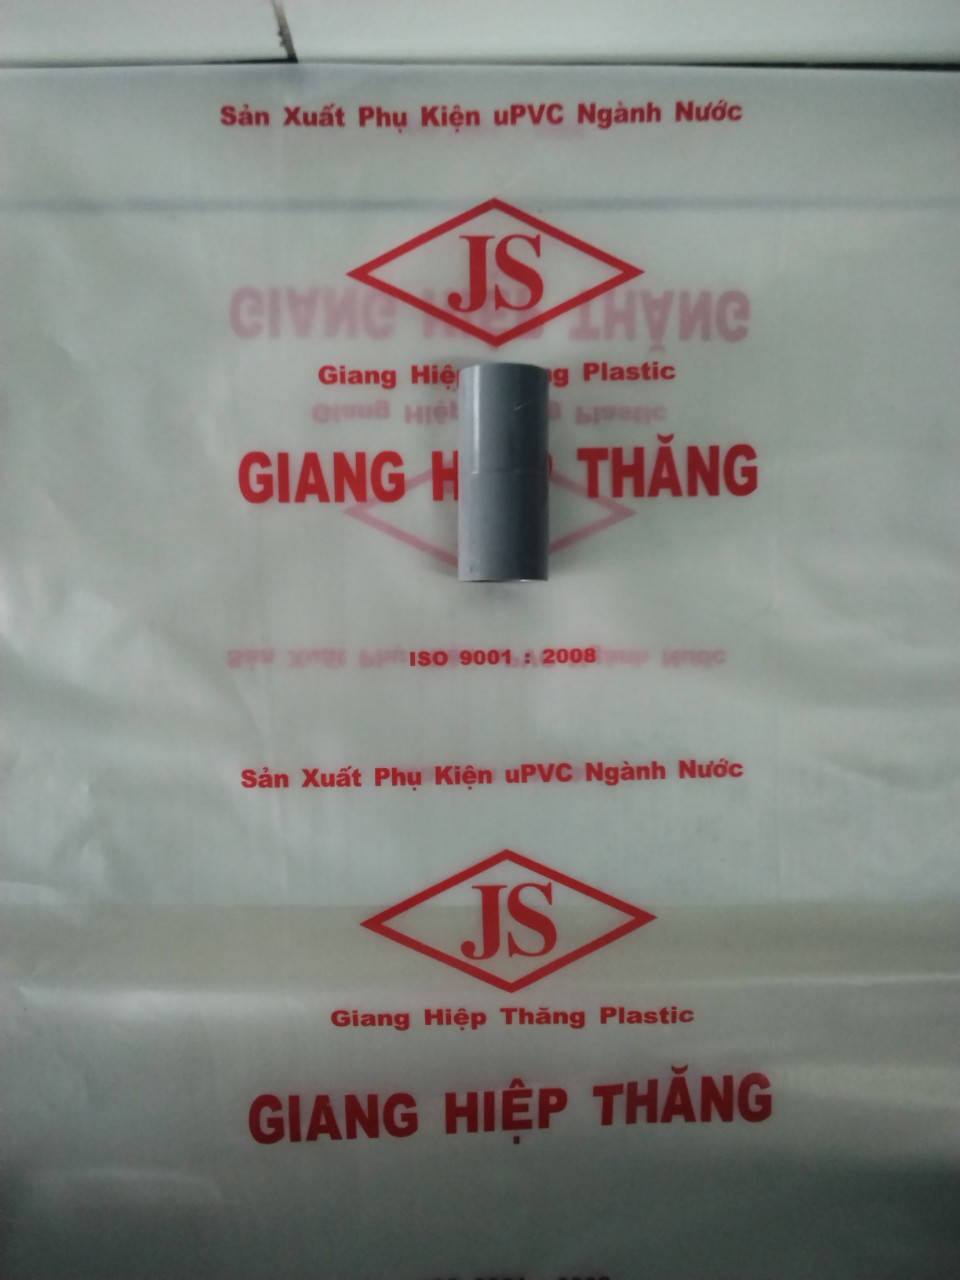 Sản Xuất Phụ Kiện uPVC Ngành Nước
JS
Giang Plastic
GIANG THĂNG
ISO 9001 : 2008
Sản Xuất Phụ Kiện uPVC Ngành Nước
JS
Giang Hiệp Thăng Plastic
GIANG HIỆP THĂNG